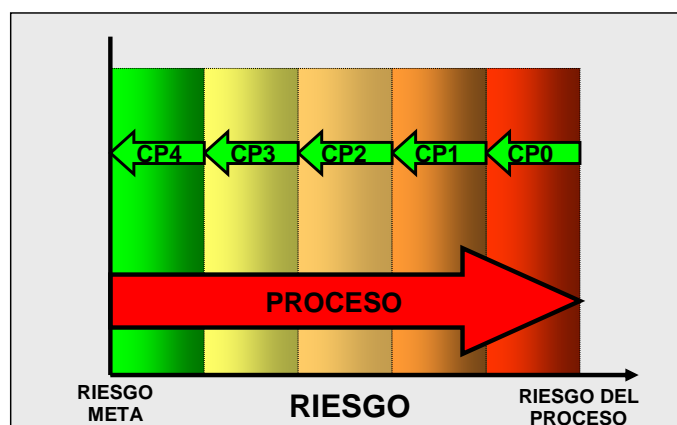 CP4 CP3 CP2 CP1 CP0
PROCESO
RIESGO
META
RIESGO
RIESGO DEL
PROCESO